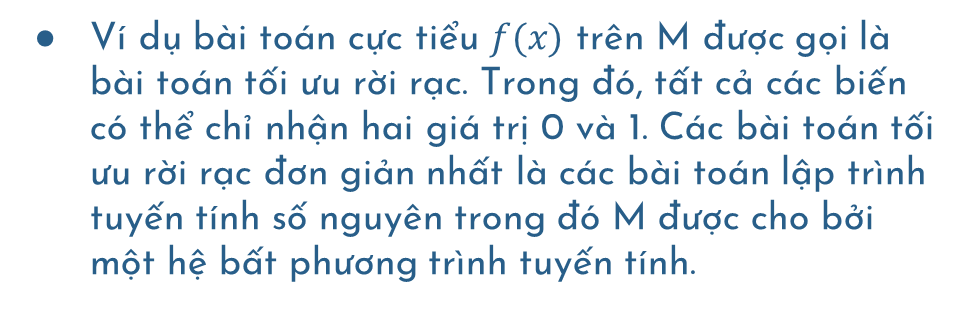 ● Ví dụ bài toán cực tiểu f(x) trên M được gọi là
bài toán tối ưu rời rạc. Trong đó, tất cả các biến
có thể chỉ nhận hai giá trị 0 và 1. Các bài toán tối
ưu rời rạc đơn giản nhất là các bài toán lập trình
tuyến tính số nguyên trong đó M được cho bởi
một hệ bất phương trình tuyến tính.